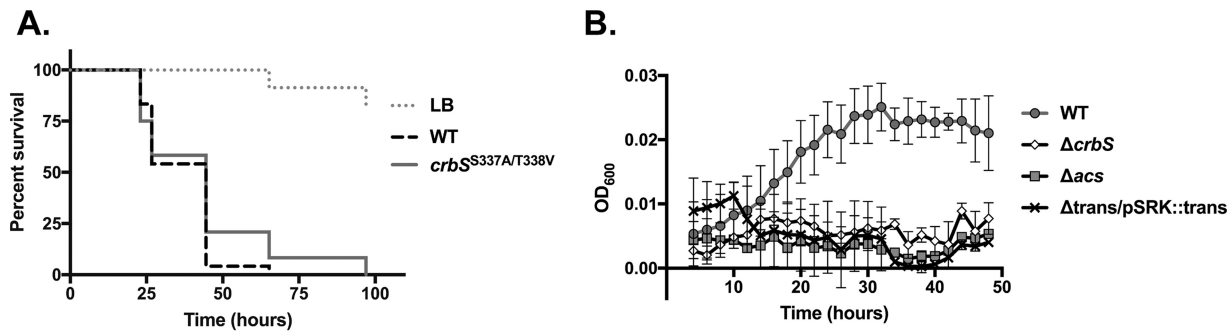 A.
Percent survival
100
75
50
25
0
0 25 50 75 100
Time (hours)
LB
WT
crbS^S337A/T338V
B.
OD₆₀₀
0.03
0.02
0.01
0.00
10 20 30 40 50
Time (hours)
WT
ΔcrbS
Δacs
Δtrans/pSRK::trans